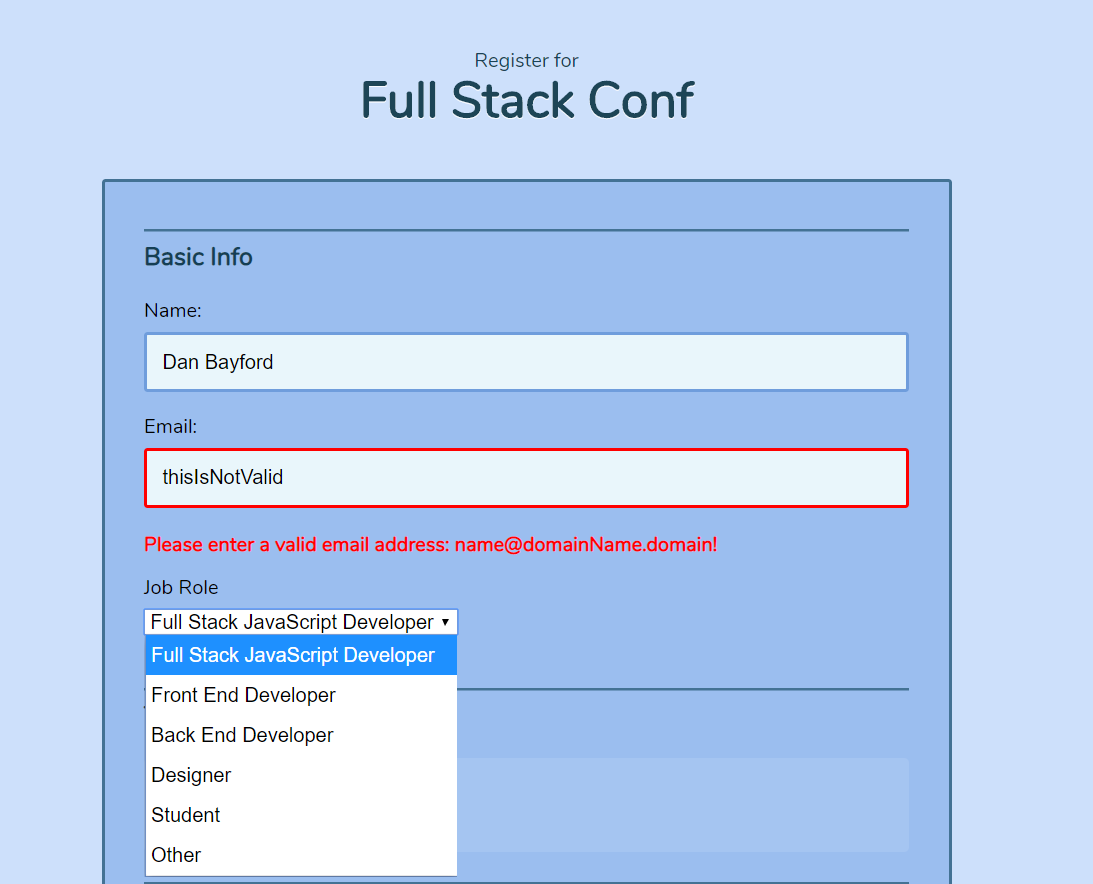 Register for
Full Stack Conf
Basic Info
Name:
Dan Bayford
Email:
thisIsNotValid
Please enter a valid email address: name@domainName.domain!
Job Role
Full Stack JavaScript Developer
Full Stack JavaScript Developer
Front End Developer
Back End Developer
Designer
Student
Other